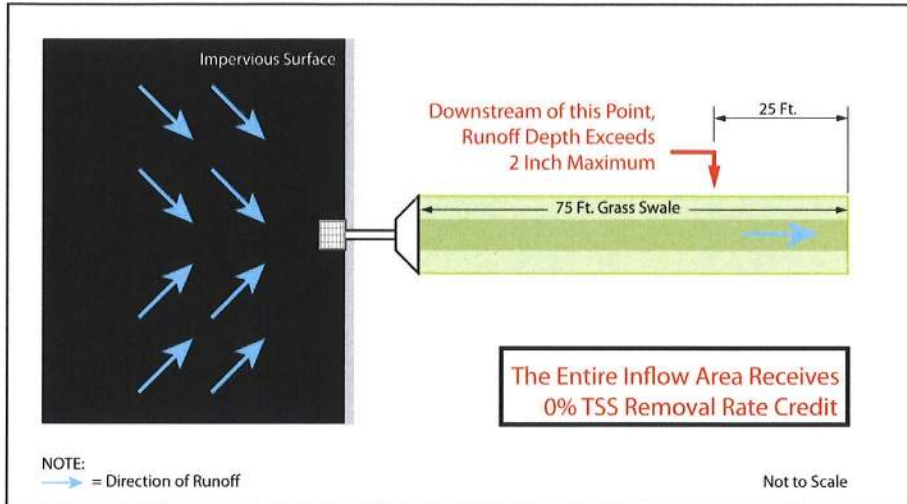 Impervious Surface
Downstream of this Point,
Runoff Depth Exceeds
2 Inch Maximum
25 Ft.
75 Ft. Grass Swale
The Entire Inflow Area Receives
0% TSS Removal Rate Credit
NOTE:
= Direction of Runoff
Not to Scale